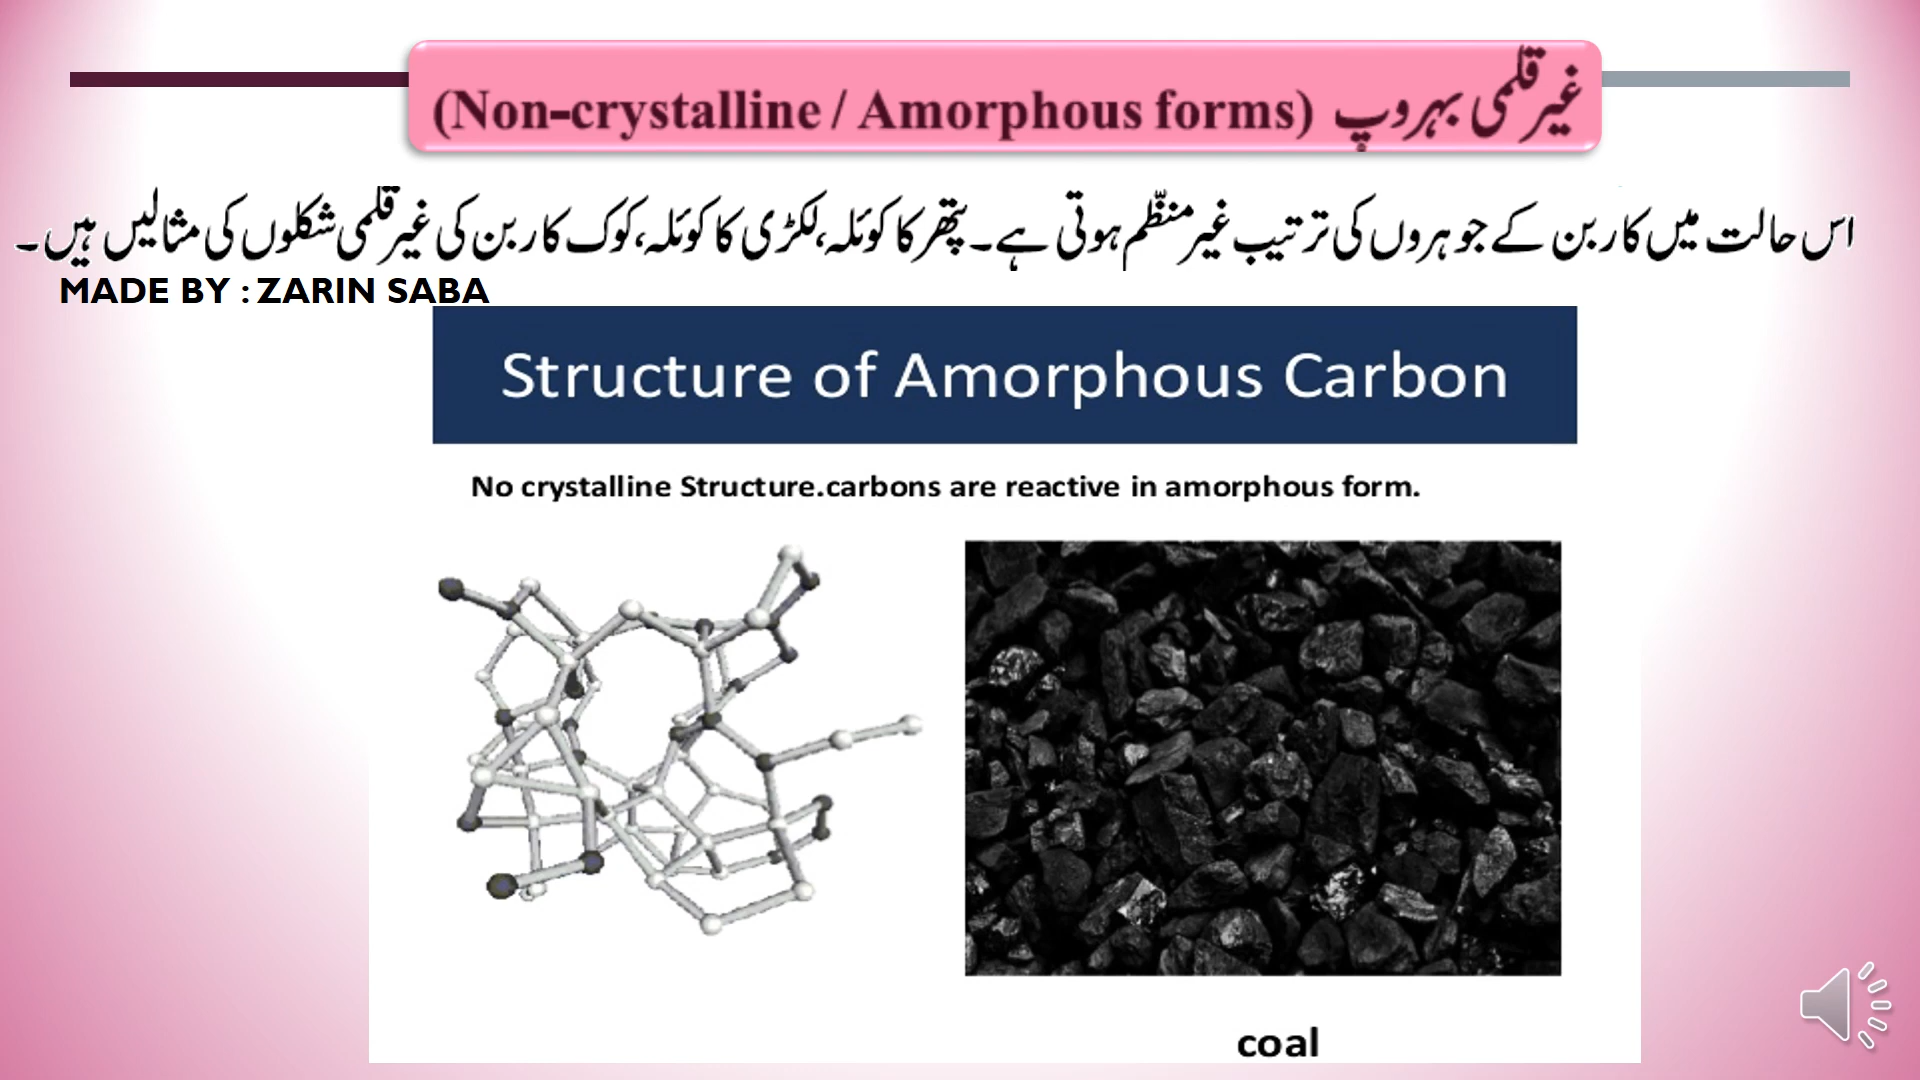 غیر قلمی بہروپ (Non-crystalline / Amorphous forms)
اس حالت میں کاربن کے جوہروں کی ترتیب غیر منظّم ہوتی ہے۔ پتھر کا کوئلہ، لکڑی کا کوئلہ، کوک کاربن کی غیر قلمی شکلوں کی مثالیں ہیں۔
MADE BY : ZARIN SABA
Structure of Amorphous Carbon
No crystalline Structure.carbons are reactive in amorphous form.
coal